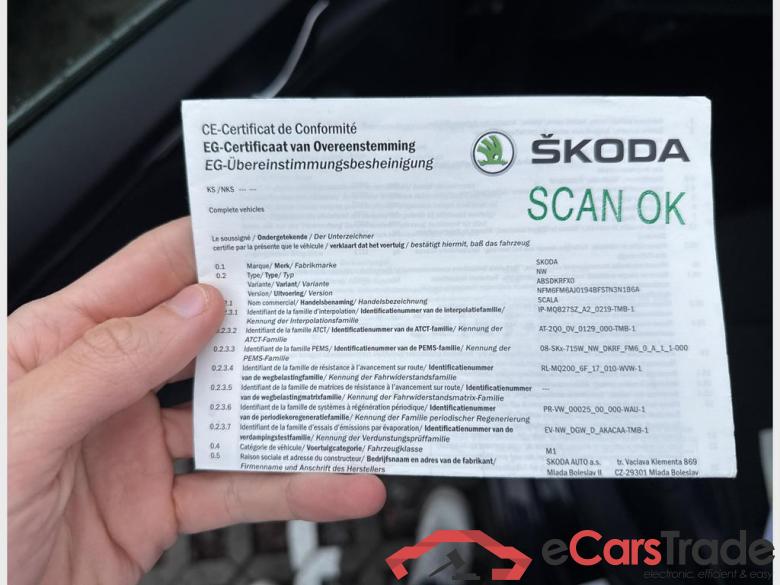 CE-Certificat de Conformité
EG-Certificaat van Overeenstemming
EG-Übereinstimmungsbesheinigung
ŠKODA
SCAN OK
KS /NKS --- ---
Complete vehicles
Le soussigné / Ondergetekende / Der Unterzeichner
certifie par la présente que le véhicule / verklaart dat het voertuig / bestätigt hiermit, baß das fahrzeug
0.1 Marque/ Merk/ Fabrikmarke ŠKODA
0.2 Type/ Type/ Typ NW
Variante/ Variant/ Variante ABSDKRFX0
Version/ Uitvoering/ Version NFM6FM6AJ0194BFSTN3N1B6A
.1 Nom commercial/ Handelsbenaming/ Handelsbezeichnung SCALA
.3.1 Identifiant de la famille d'interpolation/ Identificatienummer van de interpolatiefamilie/ IP-MQB27SZ_A2_0219-TMB-1
Kennung der Interpolationsfamilie
0.2.3.2 Identifiant de la famille ATCT/ Identificatienummer van de ATCT-familie/ Kennung der AT-2Q0_0V_0129_000-TMB-1
ATCT-Familie
0.2.3.3 Identifiant de la famille PEMS/ Identificatienummer van de PEMS-familie/ Kennung der 08-SKx-715W_NW_DKRF_FM6_0_A_1_1-000
PEMS-Familie
0.2.3.4 Identifiant de la famille de résistance à l'avancement sur route/ Identificatienummer RL-MQ200_6F_17_010-WVW-1
van de wegbelastingfamilie/ Kennung der Fahrwiderstandsfamilie
0.2.3.5 Identifiant de la famille de matrices de résistance à l'avancement sur route/ Identificatienummer ---
van de wegbelastingmatrixfamilie/ Kennung der Fahrwiderstandsmatrix-Familie
0.2.3.6 Identifiant de la famille de systèmes à régénération périodique/ Identificatienummer PR-VW_00025_00_000-WAU-1
van de periodiekeregeneratiefamilie/ Kennung der Familie periodischer Regenerierung
0.2.3.7 Identifiant de la famille d'essais d'émissions par évaporation/ Identificatienummer van de EV-NW_DGW_D_AKACAA-TMB-1
verdampingstestfamilie/ Kennung der Verdunstungsprüffamilie
0.4 Catégorie de véhicule/ Voertuigcategorie/ Fahrzeugklasse M1
0.5 Raison sociale et adresse du constructeur/ Bedrijfsnaam en adres van de fabrikant/ ŠKODA AUTO a.s. tr. Vaclava Klementa 869
Firmenname und Anschrift des Herstellers Mlada Boleslav II CZ-29301 Mlada Boleslav
eCarsTrade
electronic, efficient & easy